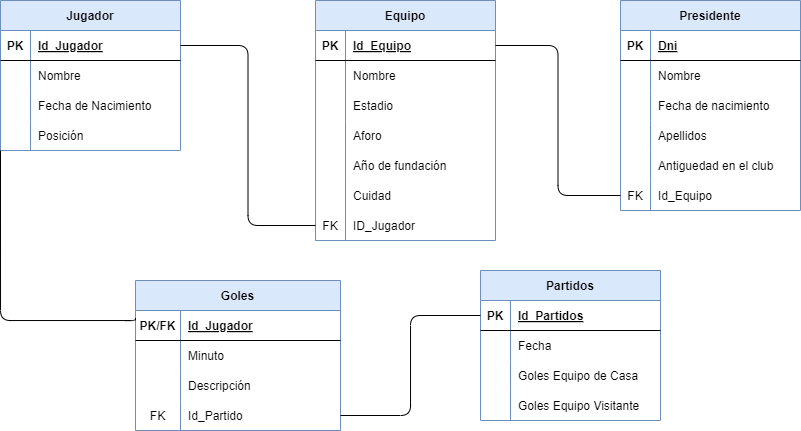 Jugador
PK Id_Jugador
Nombre
Fecha de Nacimiento
Posición
Equipo
PK Id_Equipo
Nombre
Estadio
Aforo
Año de fundación
Cuidad
FK ID_Jugador
Presidente
PK Dni
Nombre
Fecha de nacimiento
Apellidos
Antiguedad en el club
FK Id_Equipo
Goles
PK/FK Id_Jugador
Minuto
Descripción
FK Id_Partido
Partidos
PK Id_Partidos
Fecha
Goles Equipo de Casa
Goles Equipo Visitante